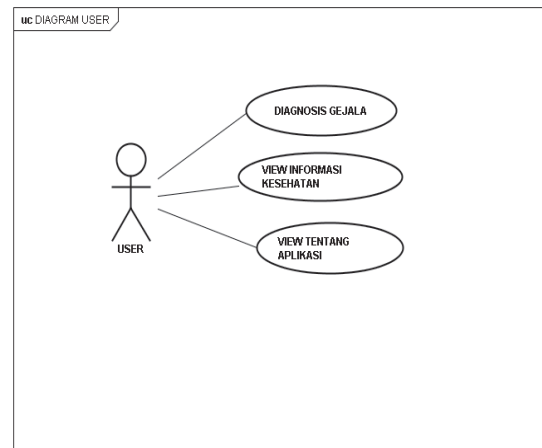 uc DIAGRAM USER
DIAGNOSIS GEJALA
VIEW INFORMASI
KESEHATAN
VIEW TENTANG
APLIKASI
USER